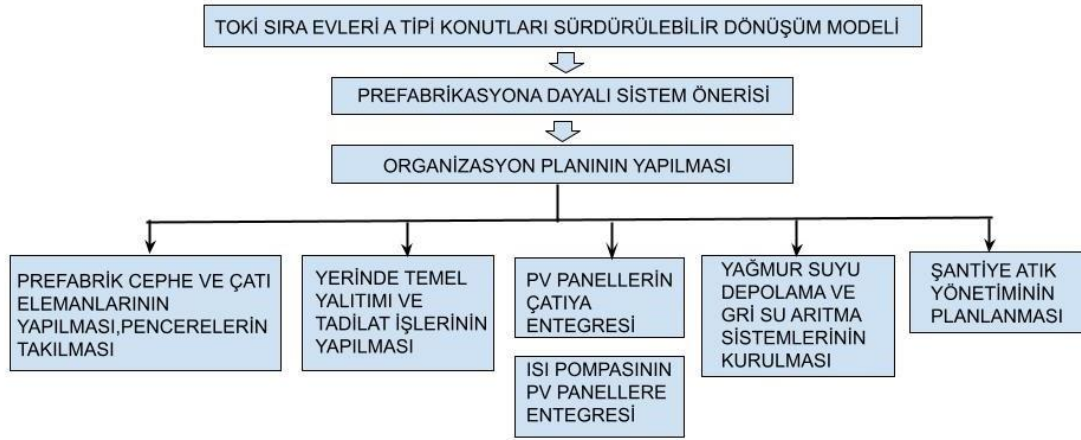 TOKİ SIRA EVLERİ A TİPİ KONUTLARI SÜRDÜRÜLEBİLİR DÖNÜŞÜM MODELİ
PREFABRİKASYONA DAYALI SİSTEM ÖNERİSİ
ORGANİZASYON PLANININ YAPILMASI
PREFABRİK CEPHE VE ÇATI
ELEMANLARININ
YAPILMASI,PENCERELERİN
TAKILMASI
YERİNDE TEMEL
YALITIMI VE
TADİLAT İŞLERİNİN
YAPILMASI
PV PANELLERİN
ÇATIYA
ENTEGRESİ
ISI POMPASININ
PV PANELLERE
ENTEGRESİ
YAĞMUR SUYU
DEPOLAMA VE
GRİ SU ARITMA
SİSTEMLERİNİN
KURULMASI
ŞANTİYE ATIK
YÖNETİMİNİN
PLANLANMASI